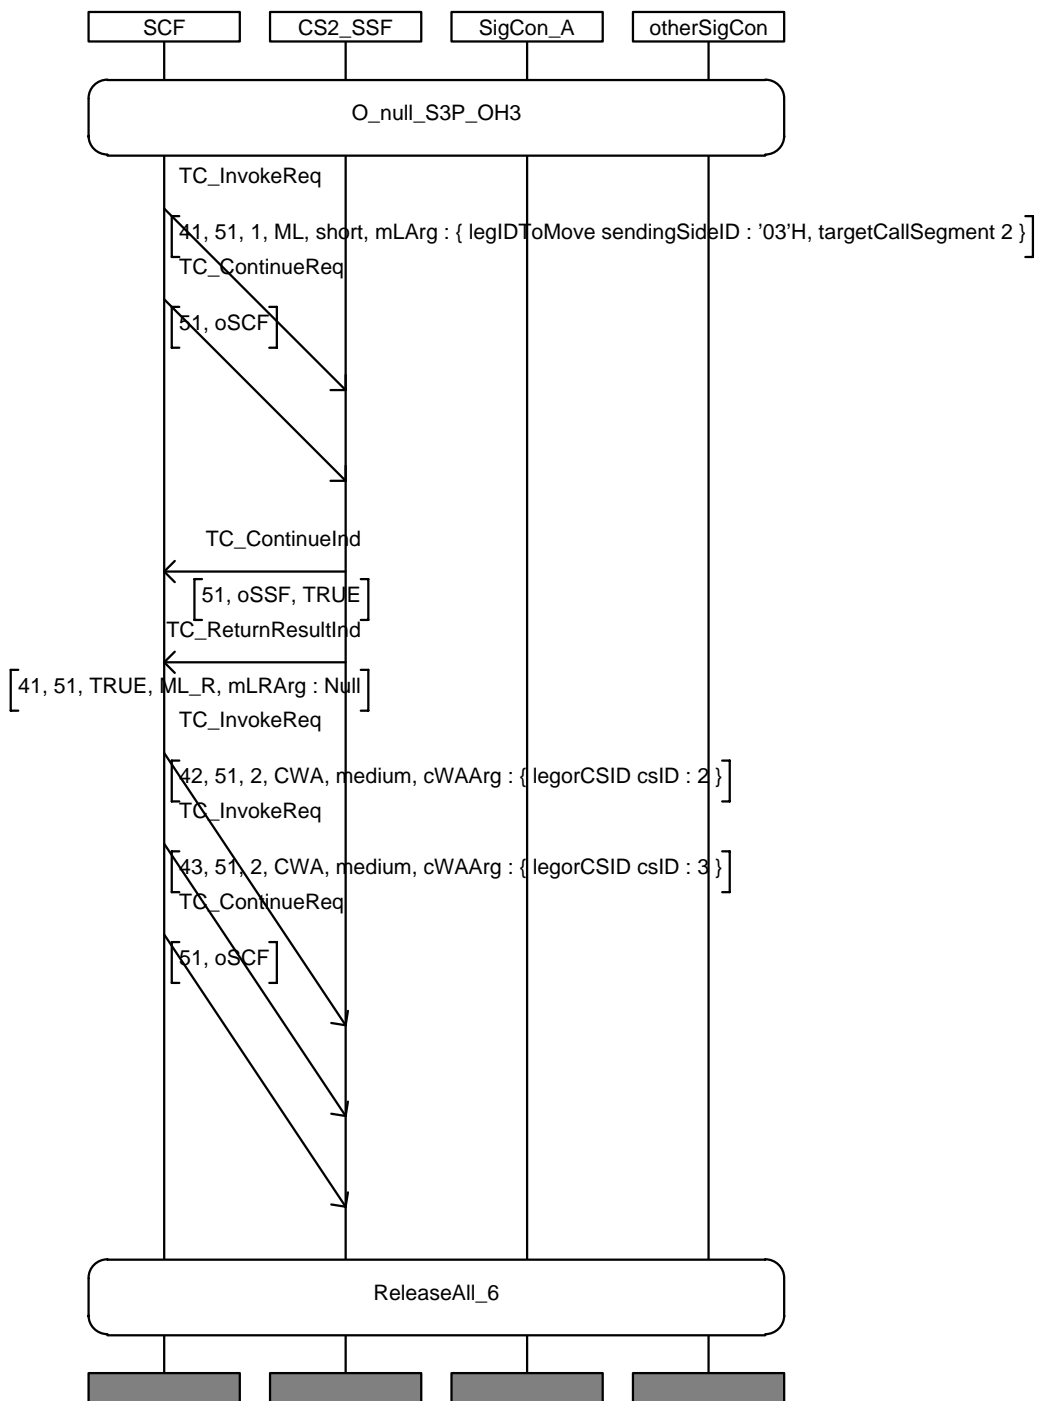 SCF CS2_SSF SigCon_A otherSigCon
O_null_S3P_OH3
TC_InvokeReq
41, 51, 1, ML, short, mLArg : { legIDToMove sendingSideID : '03'H, targetCallSegment 2 }
TC_ContinueReq
51, oSCF
TC_ContinueInd
51, oSSF, TRUE
TC_ReturnResultInd
41, 51, TRUE, ML_R, mLRArg : Null
TC_InvokeReq
42, 51, 2, CWA, medium, cWAArg : { legorCSID csID : 2 }
TC_InvokeReq
43, 51, 2, CWA, medium, cWAArg : { legorCSID csID : 3 }
TC_ContinueReq
51, oSCF
ReleaseAll_6